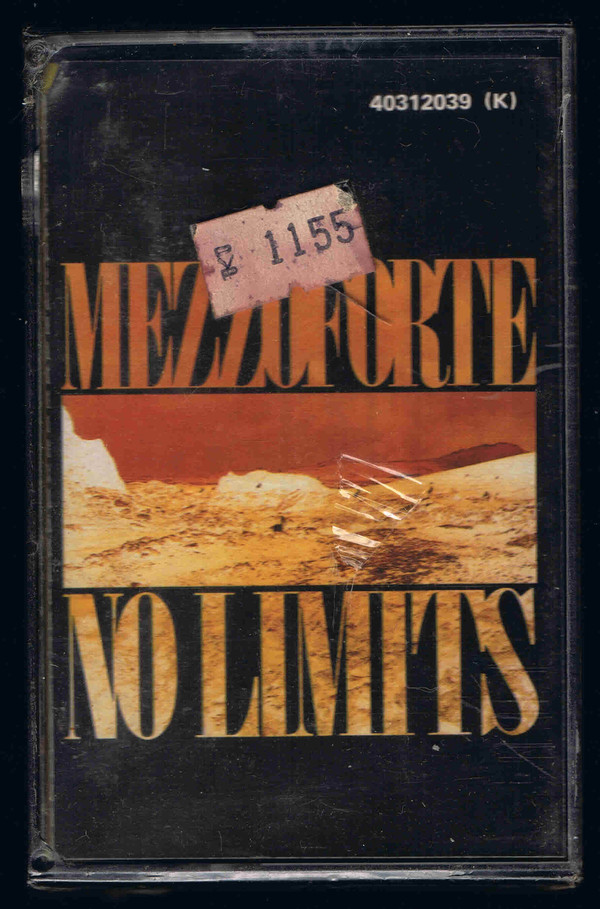 40312039 (K)
1155
MEZZOFORTE
NO LIMITS